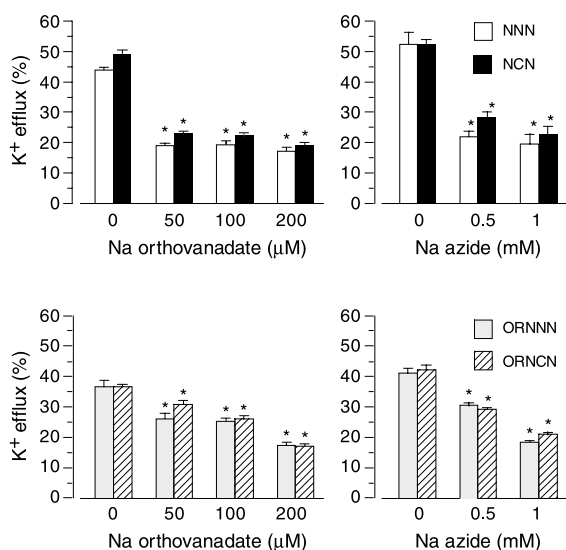 60
50
40
30
20
10
0
K+ efflux (%)
* * * * * *
0 50 100 200
Na orthovanadate (μM)
60
50
40
30
20
10
0
NNN
NCN
* * * *
0 0.5 1
Na azide (mM)
60
50
40
30
20
10
0
K+ efflux (%)
* * * * * *
0 50 100 200
Na orthovanadate (μM)
60
50
40
30
20
10
0
ORNNN
ORNCN
* * * *
0 0.5 1
Na azide (mM)